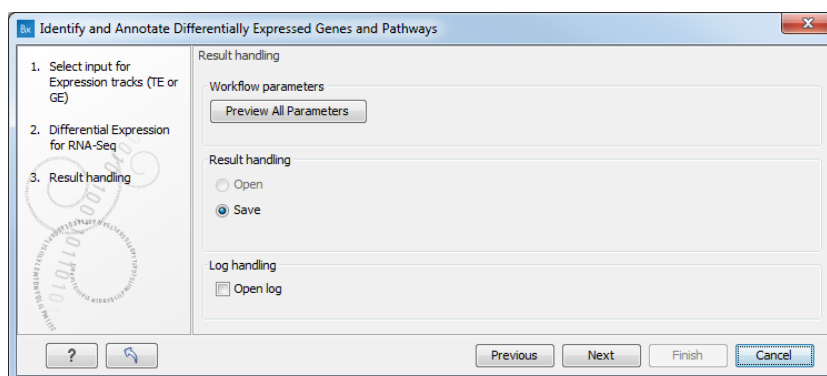 Bx Identify and Annotate Differentially Expressed Genes and Pathways
1. Select input for
Expression tracks (TE or
GE)
2. Differential Expression
for RNA-Seq
3. Result handling
Result handling
Workflow parameters
Preview All Parameters
Result handling
Open
Save
Log handling
Open log
?
Previous
Next
Finish
Cancel